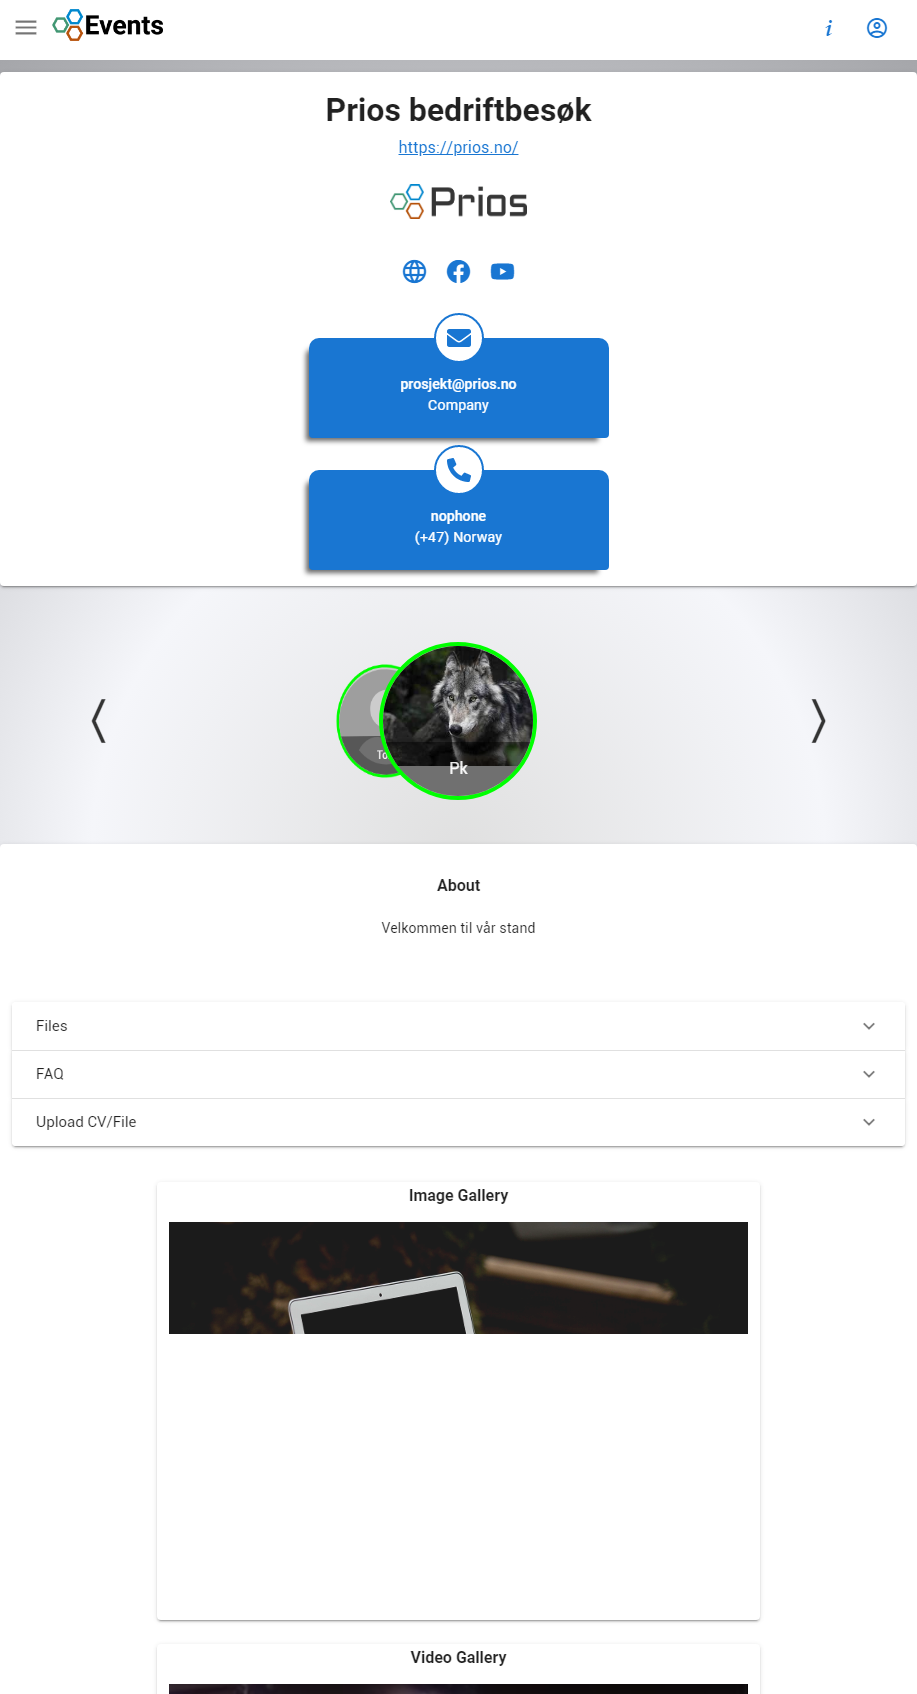 Events
i
Prios bedriftbesøk
https://prios.no/
Prios
prosjekt@prios.no
Company
nophone
(+47) Norway
To
Pk
About
Velkommen til vår stand
Files
FAQ
Upload CV/File
Image Gallery
Video Gallery